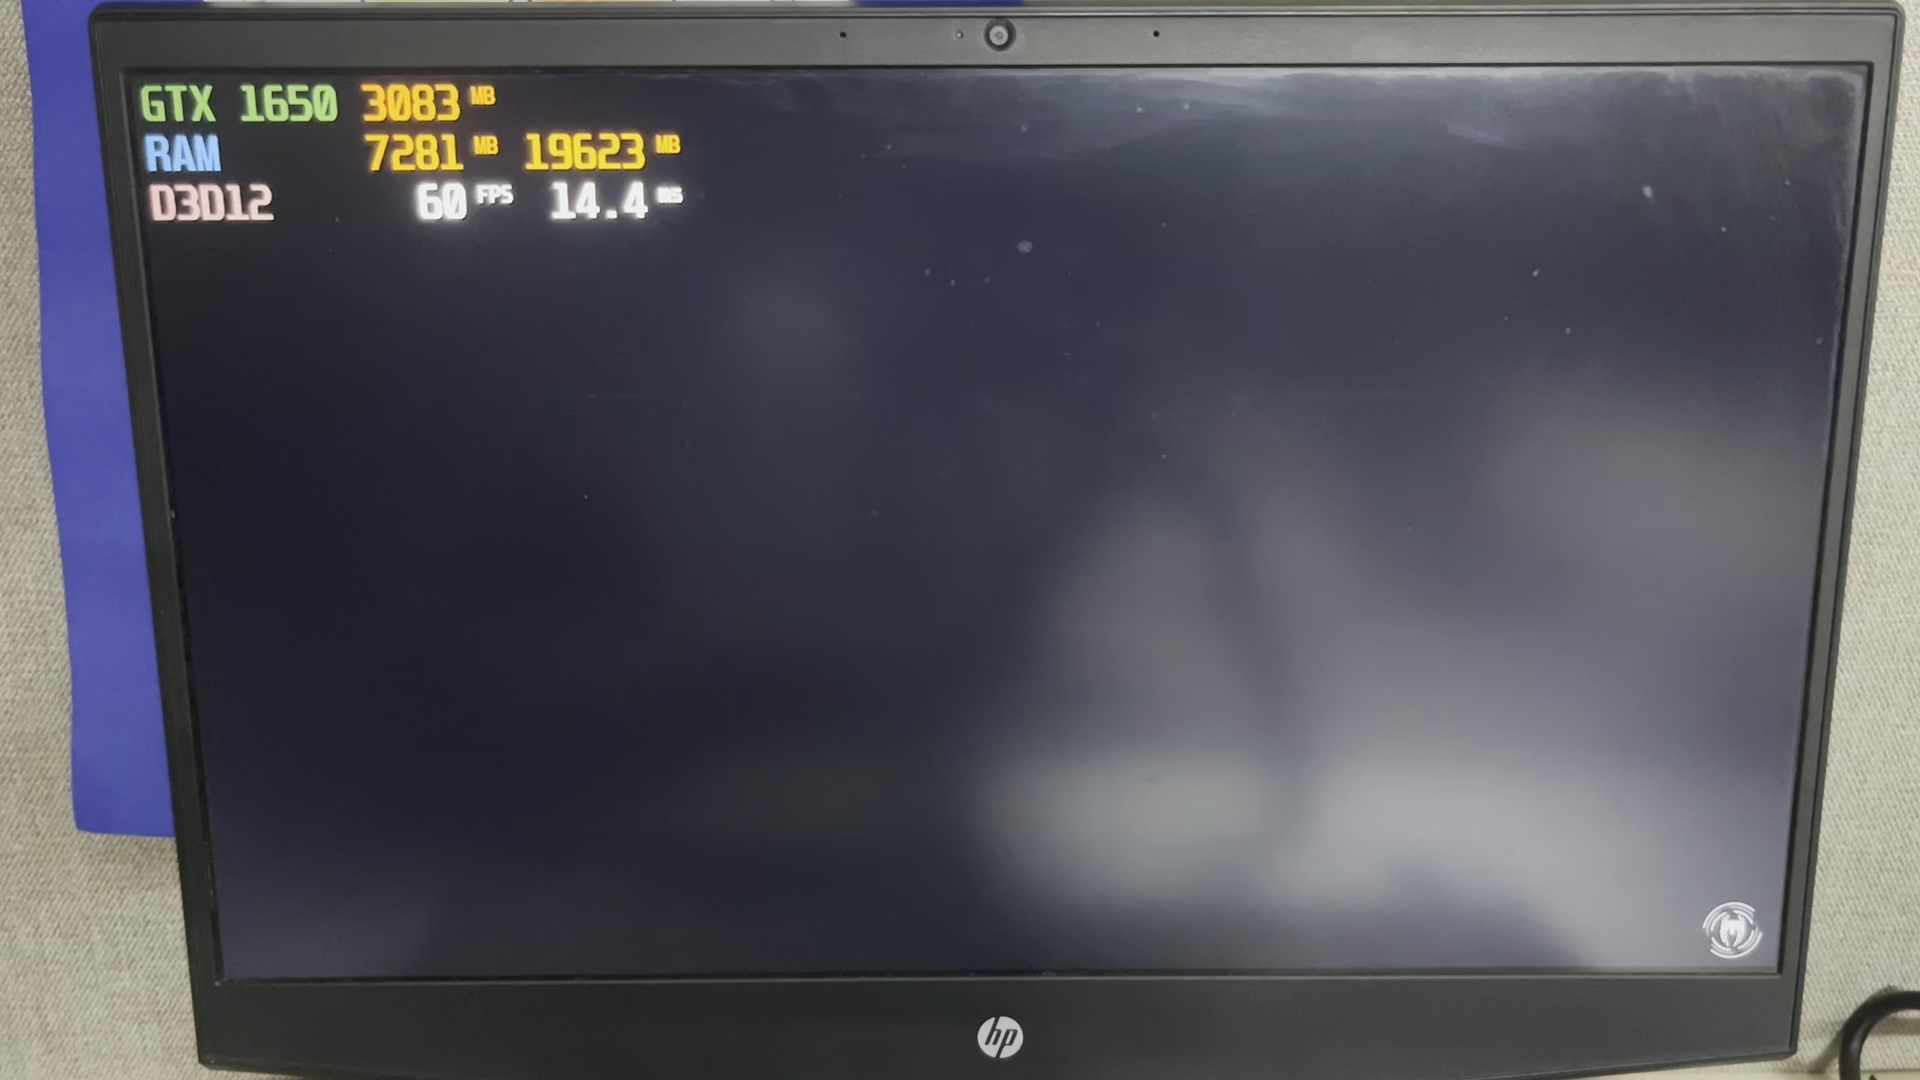 GTX 1650 3083 MB
RAM 7281 MB 19623 MB
D3D12 60 FPS 14.4 ms
hp